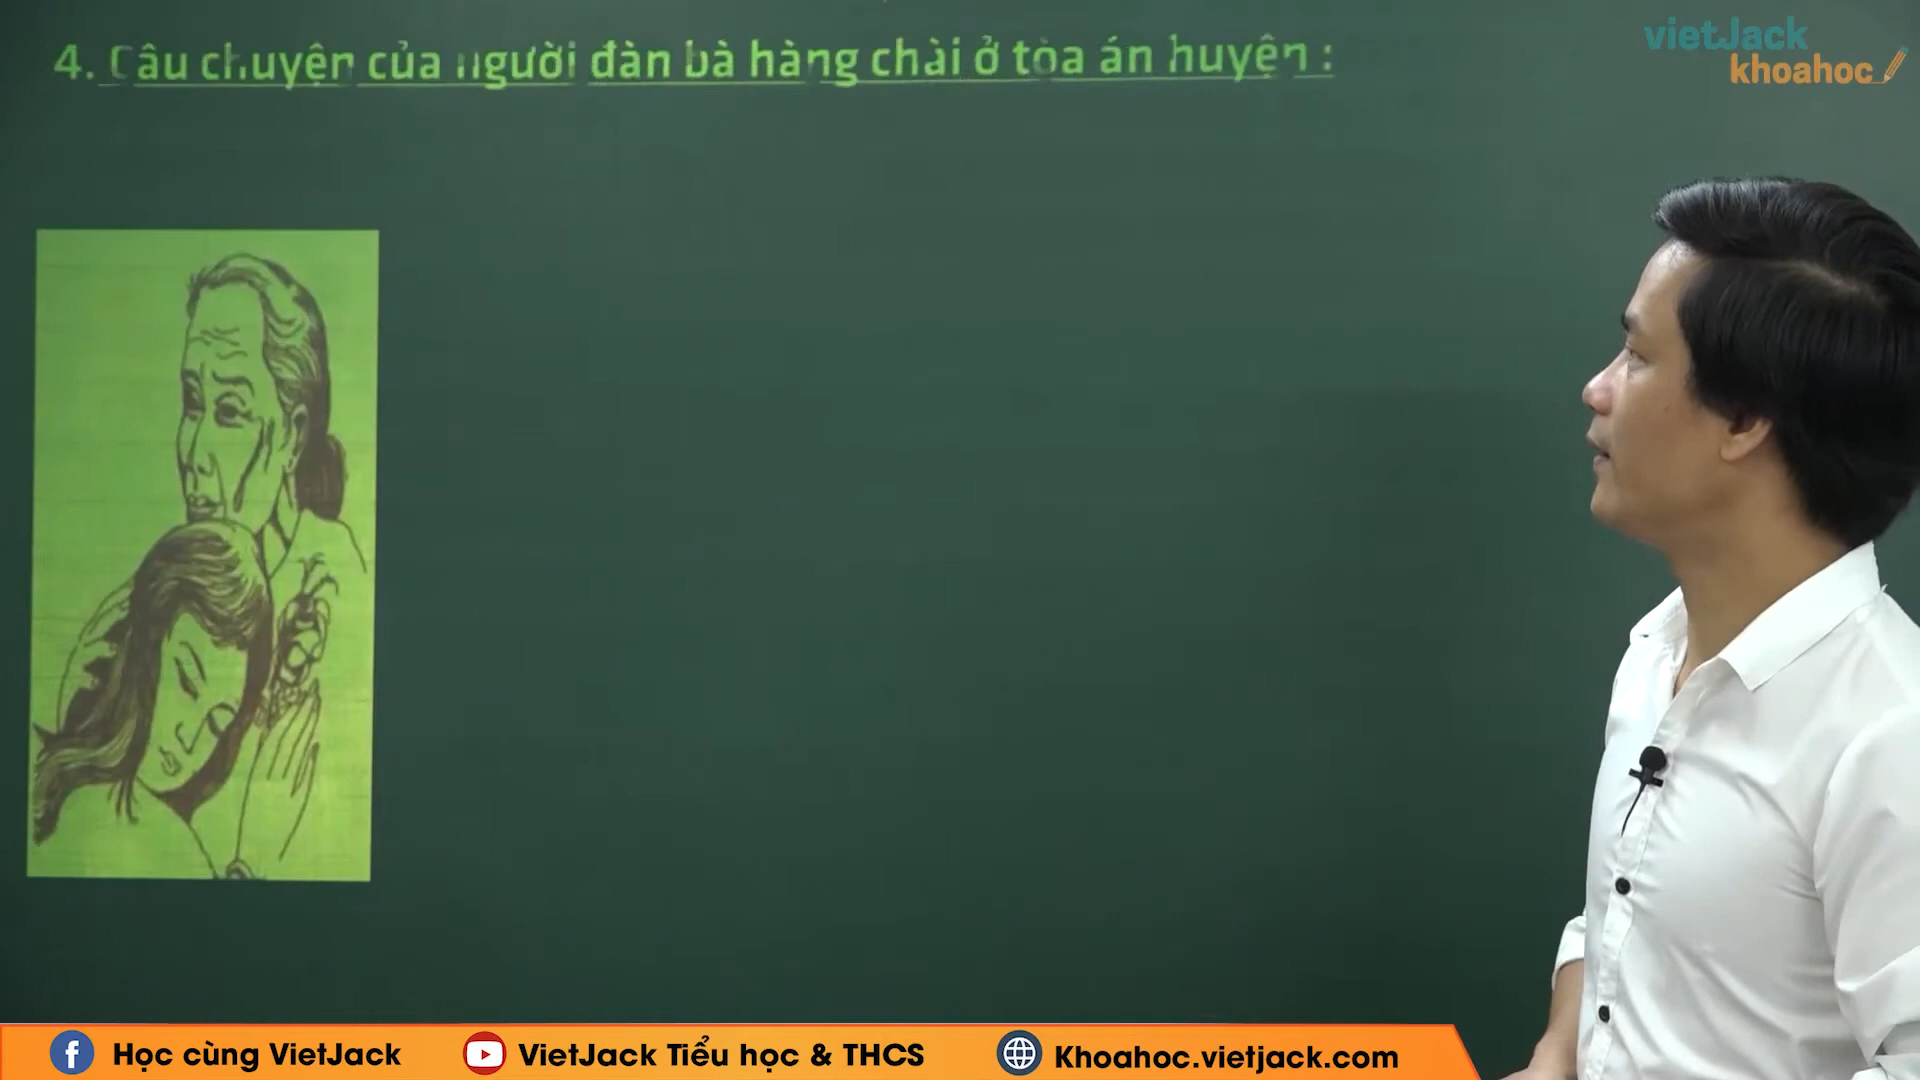 vietJack
khoahoc
4. Câu chuyện của người đàn bà hàng chài ở tòa án huyện :
Học cùng VietJack
VietJack Tiểu học & THCS
Khoahoc.vietjack.com